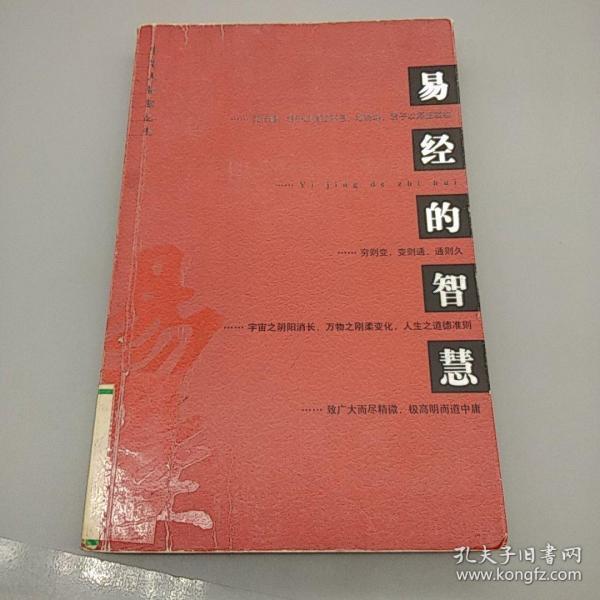 易经的智慧
……Yi jing de zhi hui
……穷则变，变则通，通则久
……宇宙之阴阳消长，万物之刚柔变化，人生之道德准则
……致广大而尽精微，极高明而道中庸
易
孔夫子旧书网
www.kongfz.com